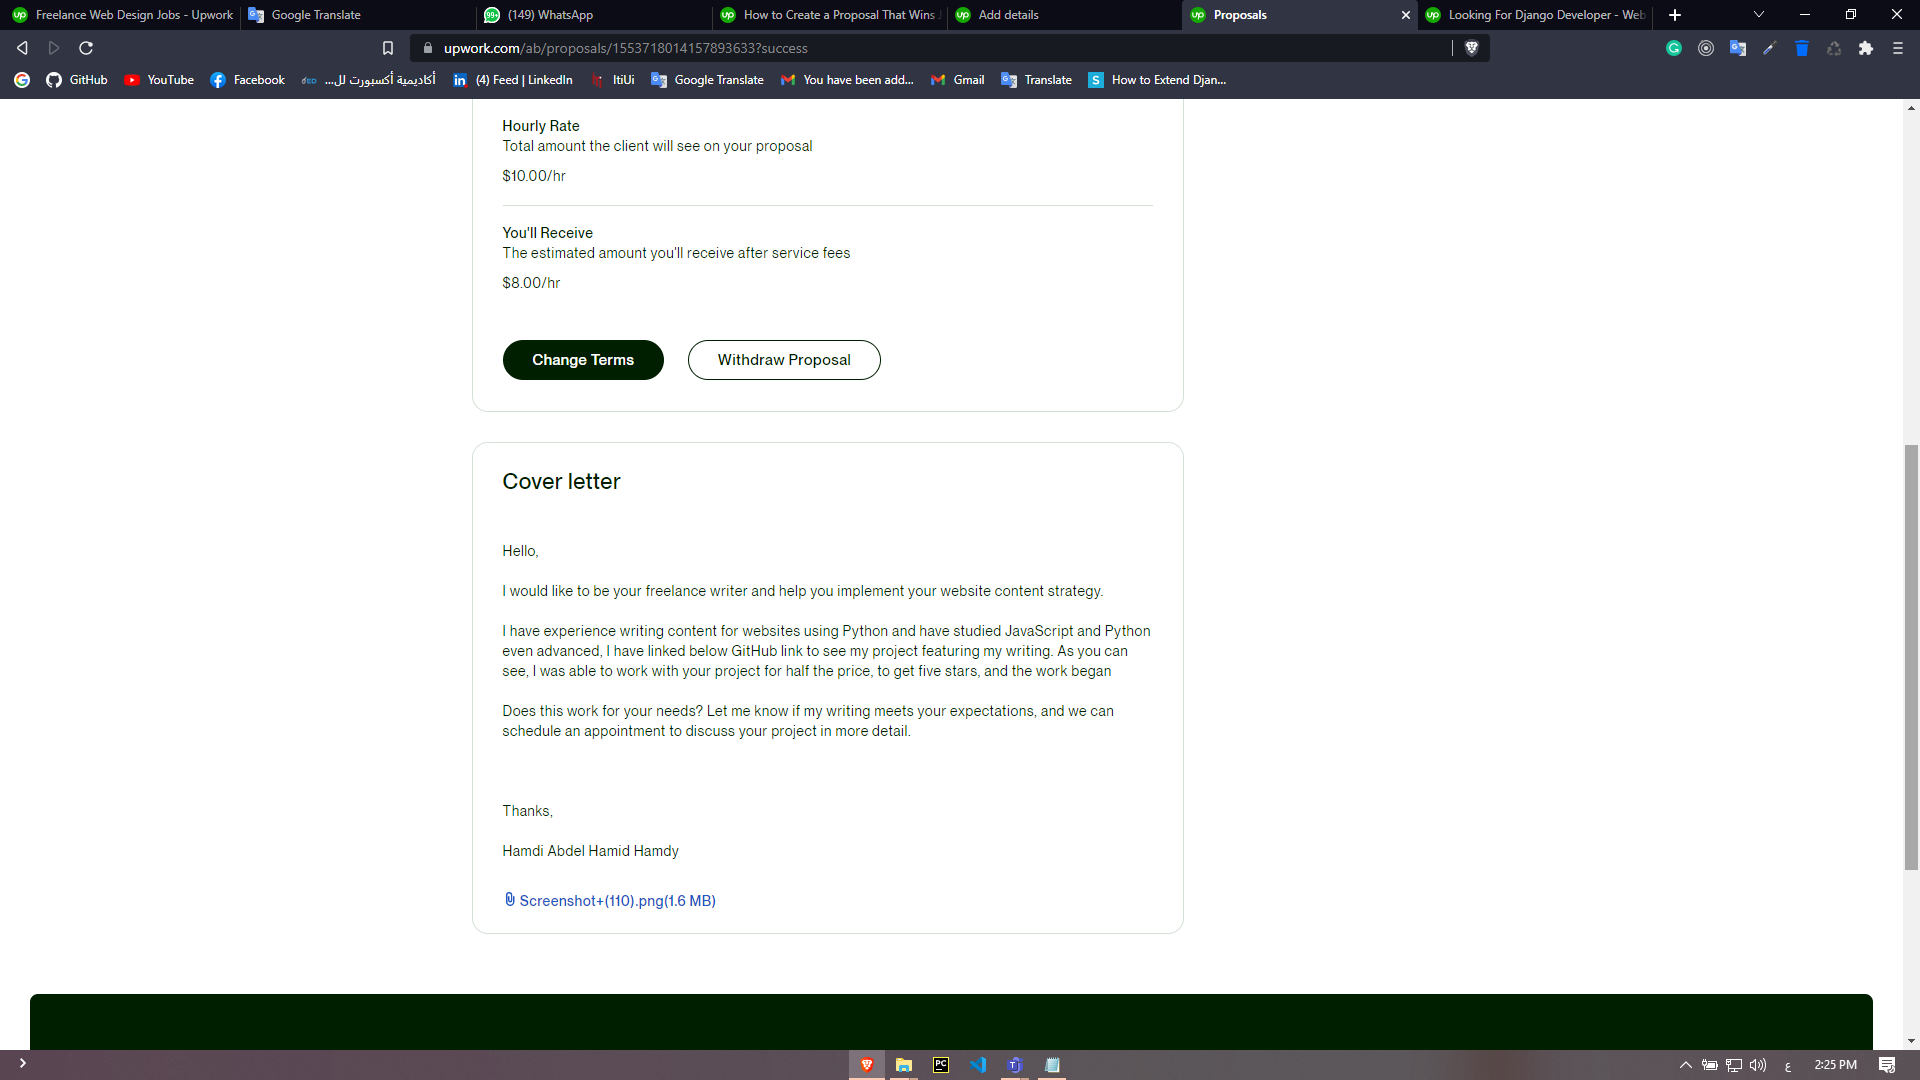 Freelance Web Design Jobs - Upwork
Google Translate
(149) WhatsApp
How to Create a Proposal That Wins J
Add details
Proposals
Looking For Django Developer - Web
upwork.com/ab/proposals/1553718014157893633?success
GitHub
YouTube
Facebook
أكاديمية أكسبورت لل...
(4) Feed | LinkedIn
ItiUi
Google Translate
You have been add...
Gmail
Translate
How to Extend Djan...
Hourly Rate
Total amount the client will see on your proposal
$10.00/hr
You'll Receive
The estimated amount you'll receive after service fees
$8.00/hr
Change Terms
Withdraw Proposal
Cover letter
Hello,
I would like to be your freelance writer and help you implement your website content strategy.
I have experience writing content for websites using Python and have studied JavaScript and Python
even advanced, I have linked below GitHub link to see my project featuring my writing. As you can
see, I was able to work with your project for half the price, to get five stars, and the work began
Does this work for your needs? Let me know if my writing meets your expectations, and we can
schedule an appointment to discuss your project in more detail.
Thanks,
Hamdi Abdel Hamid Hamdy
Screenshot+(110).png(1.6 MB)
ع
2:25 PM